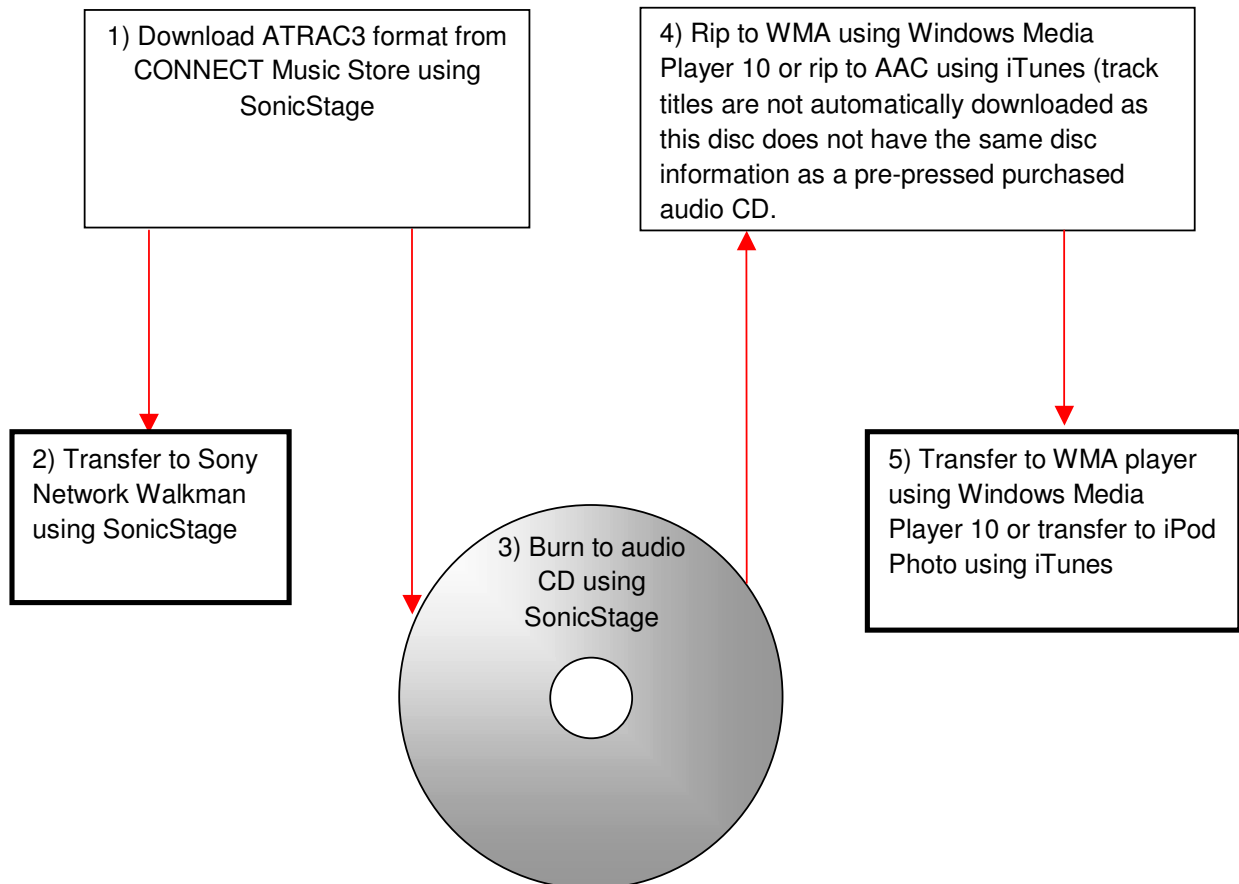 1) Download ATRAC3 format from
CONNECT Music Store using
SonicStage
4) Rip to WMA using Windows Media
Player 10 or rip to AAC using iTunes (track
titles are not automatically downloaded as
this disc does not have the same disc
information as a pre-pressed purchased
audio CD.
2) Transfer to Sony
Network Walkman
using SonicStage
3) Burn to audio
CD using
SonicStage
5) Transfer to WMA player
using Windows Media
Player 10 or transfer to iPod
Photo using iTunes